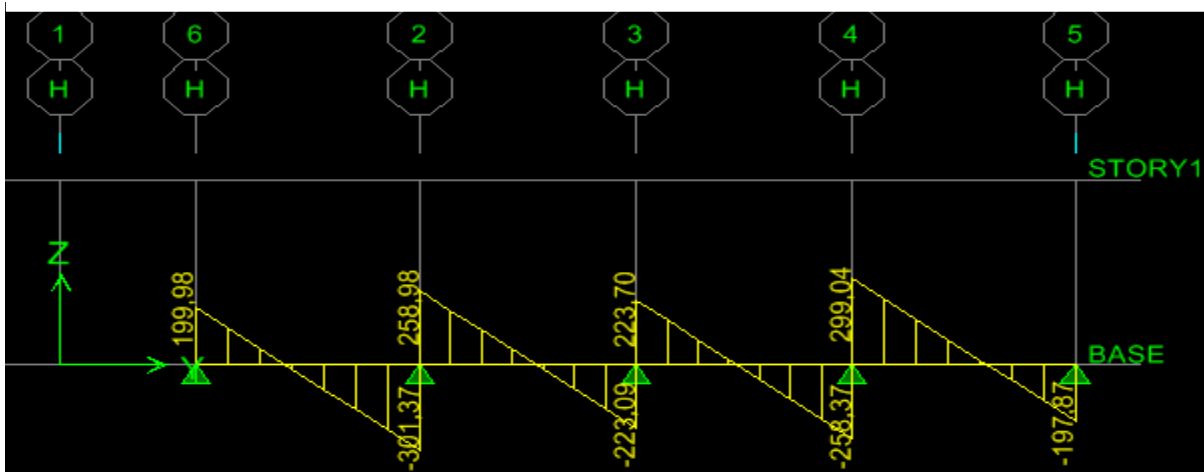 1 6 2 3 4 5
H H H H H H
STORY1
Z
199,98 258,98 223,70 299,04
BASE
-301,37 -223,09 -258,37 -197,87